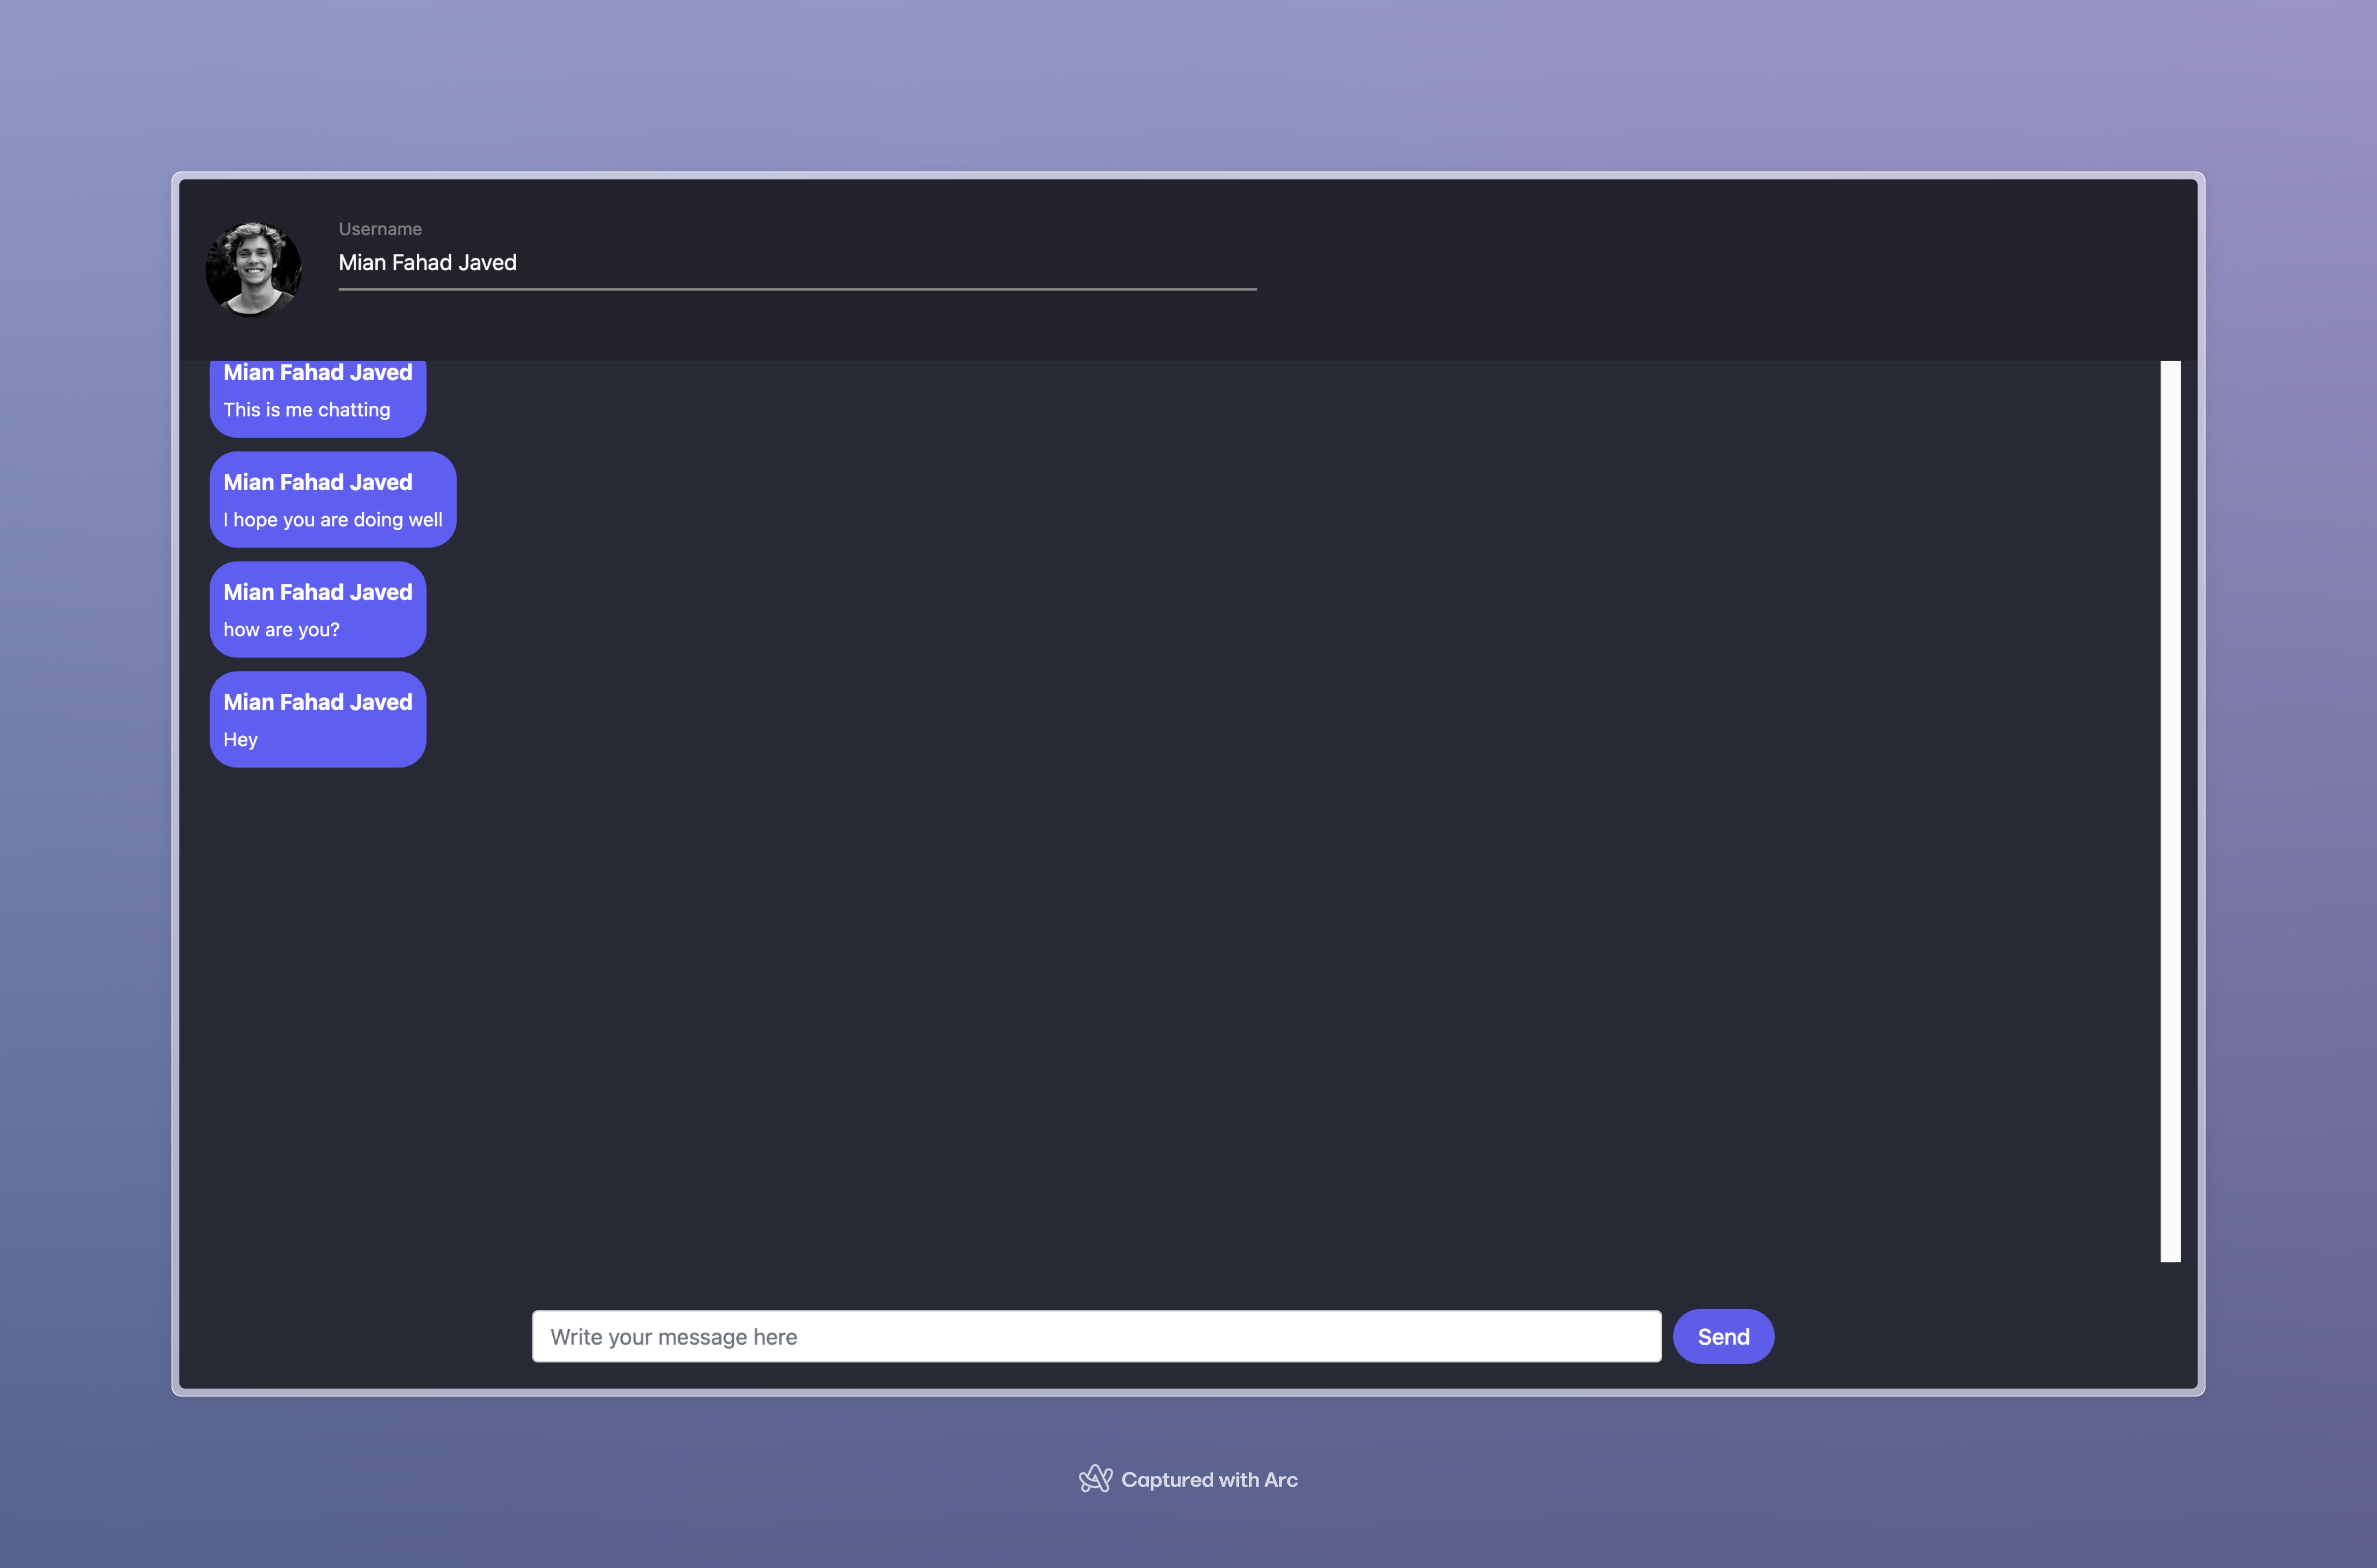 Username
Mian Fahad Javed
Mian Fahad Javed
This is me chatting
Mian Fahad Javed
I hope you are doing well
Mian Fahad Javed
how are you?
Mian Fahad Javed
Hey
Write your message here
Send
Captured with Arc